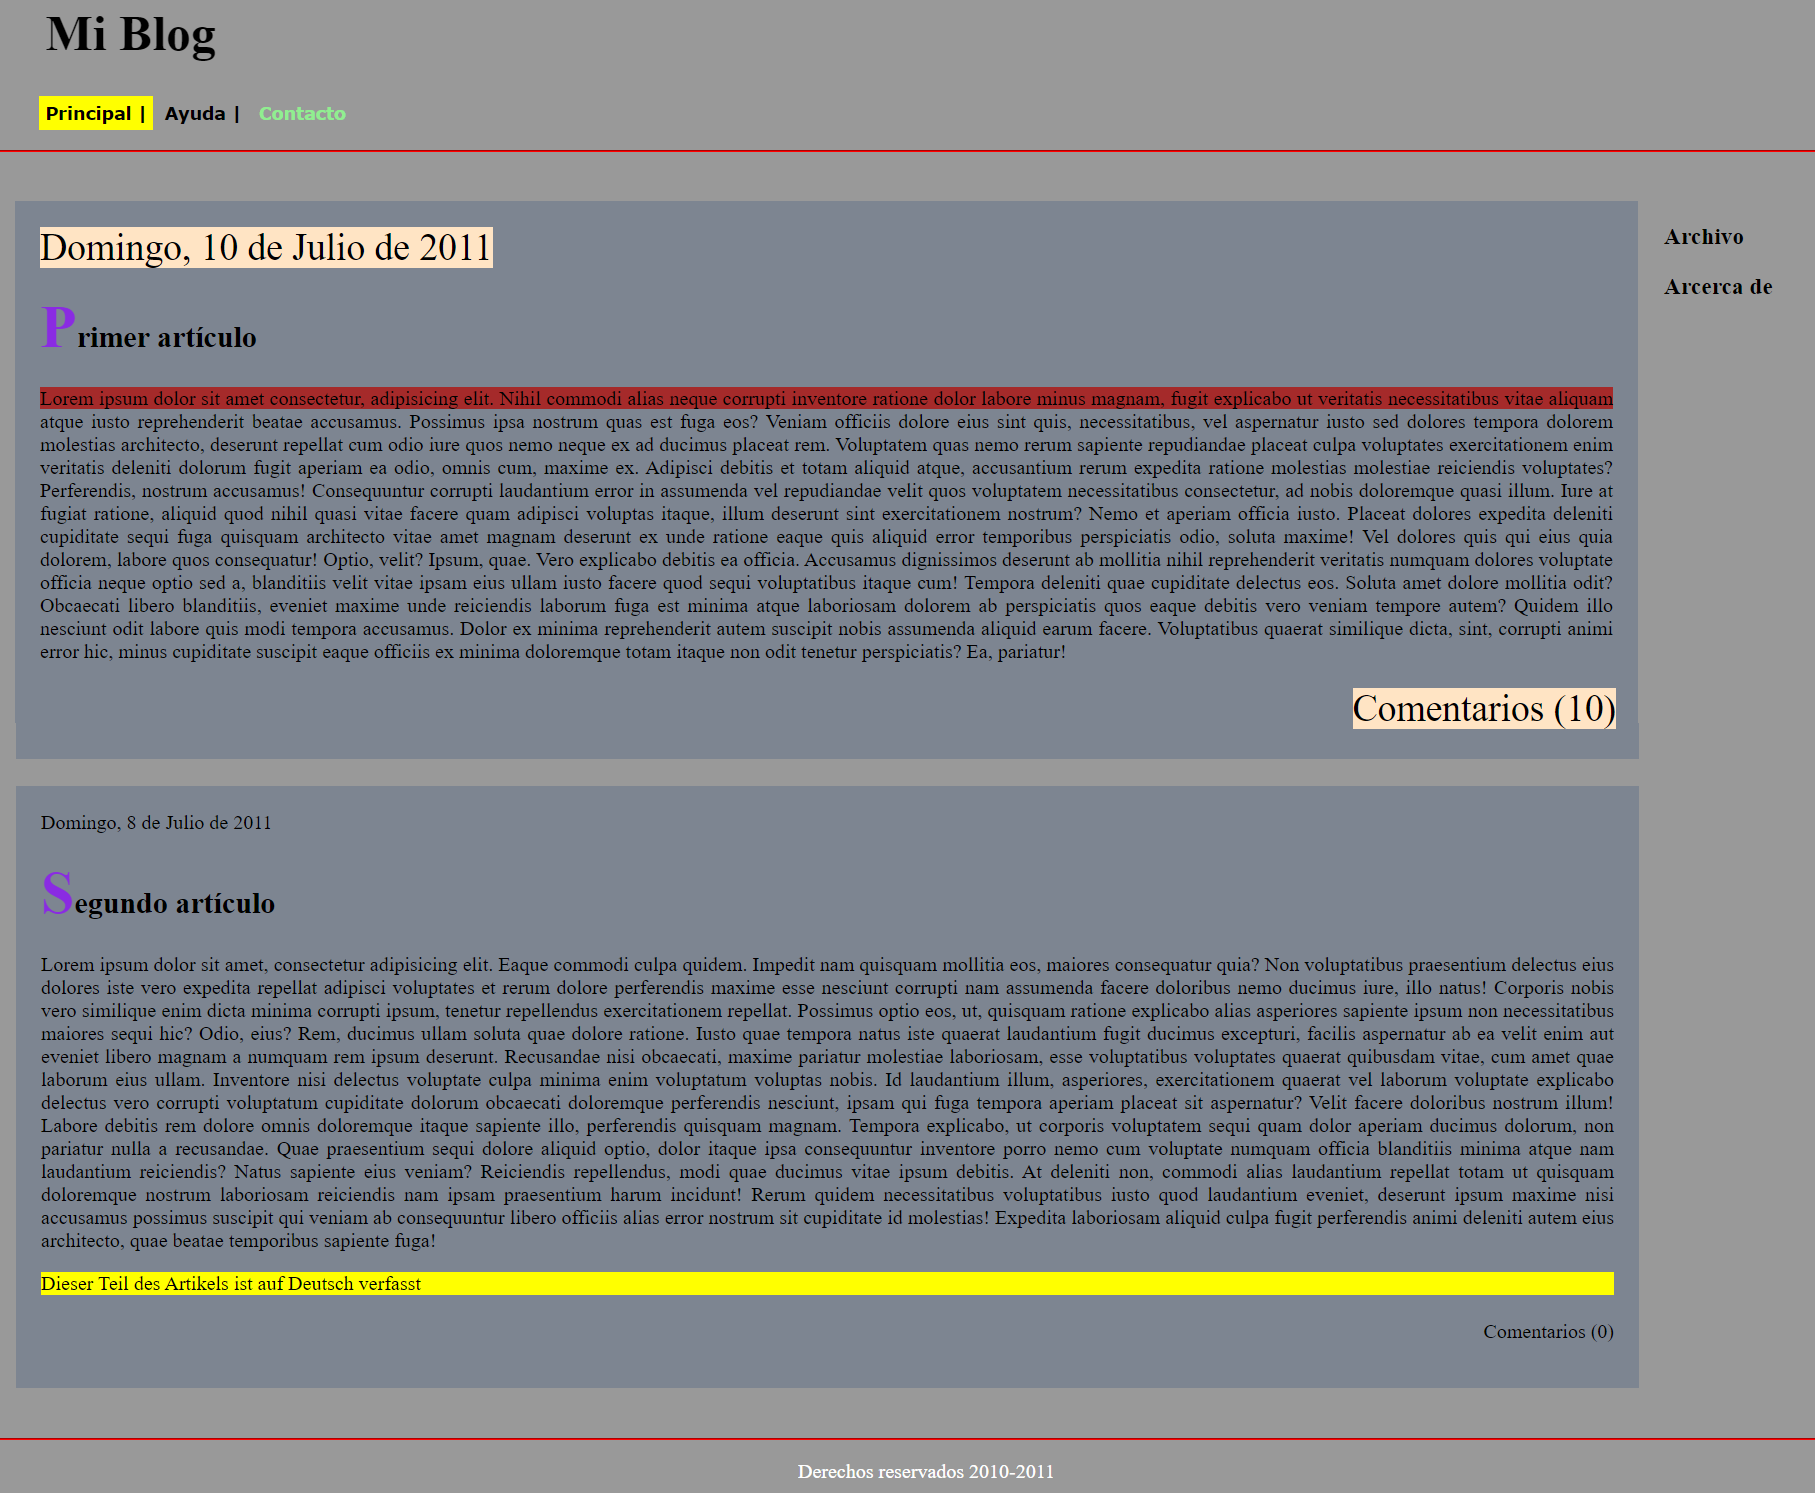 Mi Blog
Principal | Ayuda | Contacto
Domingo, 10 de Julio de 2011
Archivo
Arcerca de
Primer artículo
Lorem ipsum dolor sit amet consectetur, adipisicing elit. Nihil commodi alias neque corrupti inventore ratione dolor labore minus magnam, fugit explicabo ut veritatis necessitatibus vitae aliquam
atque iusto reprehenderit beatae accusamus. Possimus ipsa nostrum quas est fuga eos? Veniam officiis dolore eius sint quis, necessitatibus, vel aspernatur iusto sed dolores tempora dolorem
molestias architecto, deserunt repellat cum odio iure quos nemo neque ex ad ducimus placeat rem. Voluptatem quas nemo rerum sapiente repudiandae placeat culpa voluptates exercitationem enim
veritatis deleniti dolorum fugit aperiam ea odio, omnis cum, maxime ex. Adipisci debitis et totam aliquid atque, accusantium rerum expedita ratione molestias molestiae reiciendis voluptates?
Perferendis, nostrum accusamus! Consequuntur corrupti laudantium error in assumenda vel repudiandae velit quos voluptatem necessitatibus consectetur, ad nobis doloremque quasi illum. Iure at
fugiat ratione, aliquid quod nihil quasi vitae facere quam adipisci voluptas itaque, illum deserunt sint exercitationem nostrum? Nemo et aperiam officia iusto. Placeat dolores expedita deleniti
cupiditate sequi fuga quisquam architecto vitae amet magnam deserunt ex unde ratione eaque quis aliquid error temporibus perspiciatis odio, soluta maxime! Vel dolores quis qui eius quia
dolorem, labore quos consequatur! Optio, velit? Ipsum, quae. Vero explicabo debitis ea officia. Accusamus dignissimos deserunt ab mollitia nihil reprehenderit veritatis numquam dolores voluptate
officia neque optio sed a, blanditiis velit vitae ipsam eius ullam iusto facere quod sequi voluptatibus itaque cum! Tempora deleniti quae cupiditate delectus eos. Soluta amet dolore mollitia odit?
Obcaecati libero blanditiis, eveniet maxime unde reiciendis laborum fuga est minima atque laboriosam dolorem ab perspiciatis quos eaque debitis vero veniam tempore autem? Quidem illo
nesciunt odit labore quis modi tempora accusamus. Dolor ex minima reprehenderit autem suscipit nobis assumenda aliquid earum facere. Voluptatibus quaerat similique dicta, sint, corrupti animi
error hic, minus cupiditate suscipit eaque officiis ex minima doloremque totam itaque non odit tenetur perspiciatis? Ea, pariatur!
Comentarios (10)
Domingo, 8 de Julio de 2011
Segundo artículo
Lorem ipsum dolor sit amet, consectetur adipisicing elit. Eaque commodi culpa quidem. Impedit nam quisquam mollitia eos, maiores consequatur quia? Non voluptatibus praesentium delectus eius
dolores iste vero expedita repellat adipisci voluptates et rerum dolore perferendis maxime esse nesciunt corrupti nam assumenda facere doloribus nemo ducimus iure, illo natus! Corporis nobis
vero similique enim dicta minima corrupti ipsum, tenetur repellendus exercitationem repellat. Possimus optio eos, ut, quisquam ratione explicabo alias asperiores sapiente ipsum non necessitatibus
maiores sequi hic? Odio, eius? Rem, ducimus ullam soluta quae dolore ratione. Iusto quae tempora natus iste quaerat laudantium fugit ducimus excepturi, facilis aspernatur ab ea velit enim aut
eveniet libero magnam a numquam rem ipsum deserunt. Recusandae nisi obcaecati, maxime pariatur molestiae laboriosam, esse voluptatibus voluptates quaerat quibusdam vitae, cum amet quae
laborum eius ullam. Inventore nisi delectus voluptate culpa minima enim voluptatum voluptas nobis. Id laudantium illum, asperiores, exercitationem quaerat vel laborum voluptate explicabo
delectus vero corrupti voluptatum cupiditate dolorum obcaecati doloremque perferendis nesciunt, ipsam qui fuga tempora aperiam placeat sit aspernatur? Velit facere doloribus nostrum illum!
Labore debitis rem dolore omnis doloremque itaque sapiente illo, perferendis quisquam magnam. Tempora explicabo, ut corporis voluptatem sequi quam dolor aperiam ducimus dolorum, non
pariatur nulla a recusandae. Quae praesentium sequi dolore aliquid optio, dolor itaque ipsa consequuntur inventore porro nemo cum voluptate numquam officia blanditiis minima atque nam
laudantium reiciendis? Natus sapiente eius veniam? Reiciendis repellendus, modi quae ducimus vitae ipsum debitis. At deleniti non, commodi alias laudantium repellat totam ut quisquam
doloremque nostrum laboriosam reiciendis nam ipsam praesentium harum incidunt! Rerum quidem necessitatibus voluptatibus iusto quod laudantium eveniet, deserunt ipsum maxime nisi
accusamus possimus suscipit qui veniam ab consequuntur libero officiis alias error nostrum sit cupiditate id molestias! Expedita laboriosam aliquid culpa fugit perferendis animi deleniti autem eius
architecto, quae beatae temporibus sapiente fuga!
Dieser Teil des Artikels ist auf Deutsch verfasst
Comentarios (0)
Derechos reservados 2010-2011